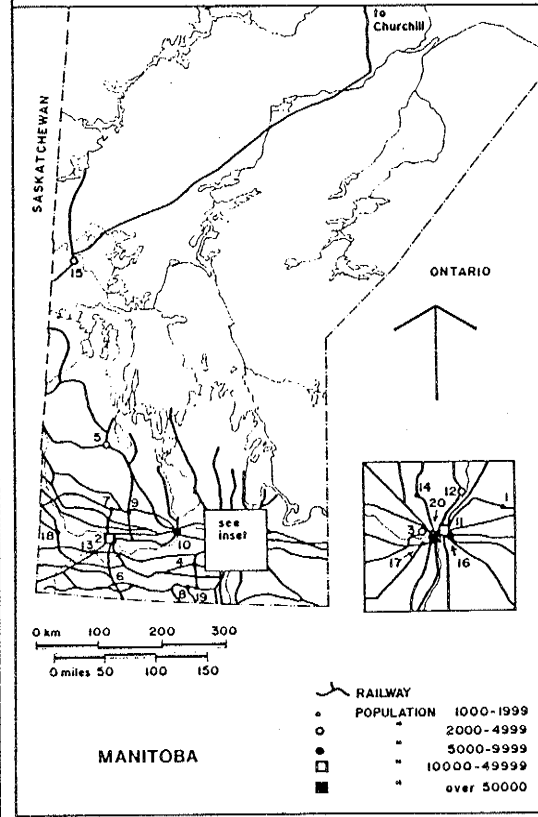 to
Churchill
SASKATCHEWAN
15
ONTARIO
5
7
9
see
inset
18
13
2
10
4
6
8
19
14
12
1
20
3
11
17
16
0 km 100 200 300
0 miles 50 100 150
RAILWAY
POPULATION 1000-1999
" 2000-4999
" 5000-9999
" 10000-49999
" over 50000
MANITOBA